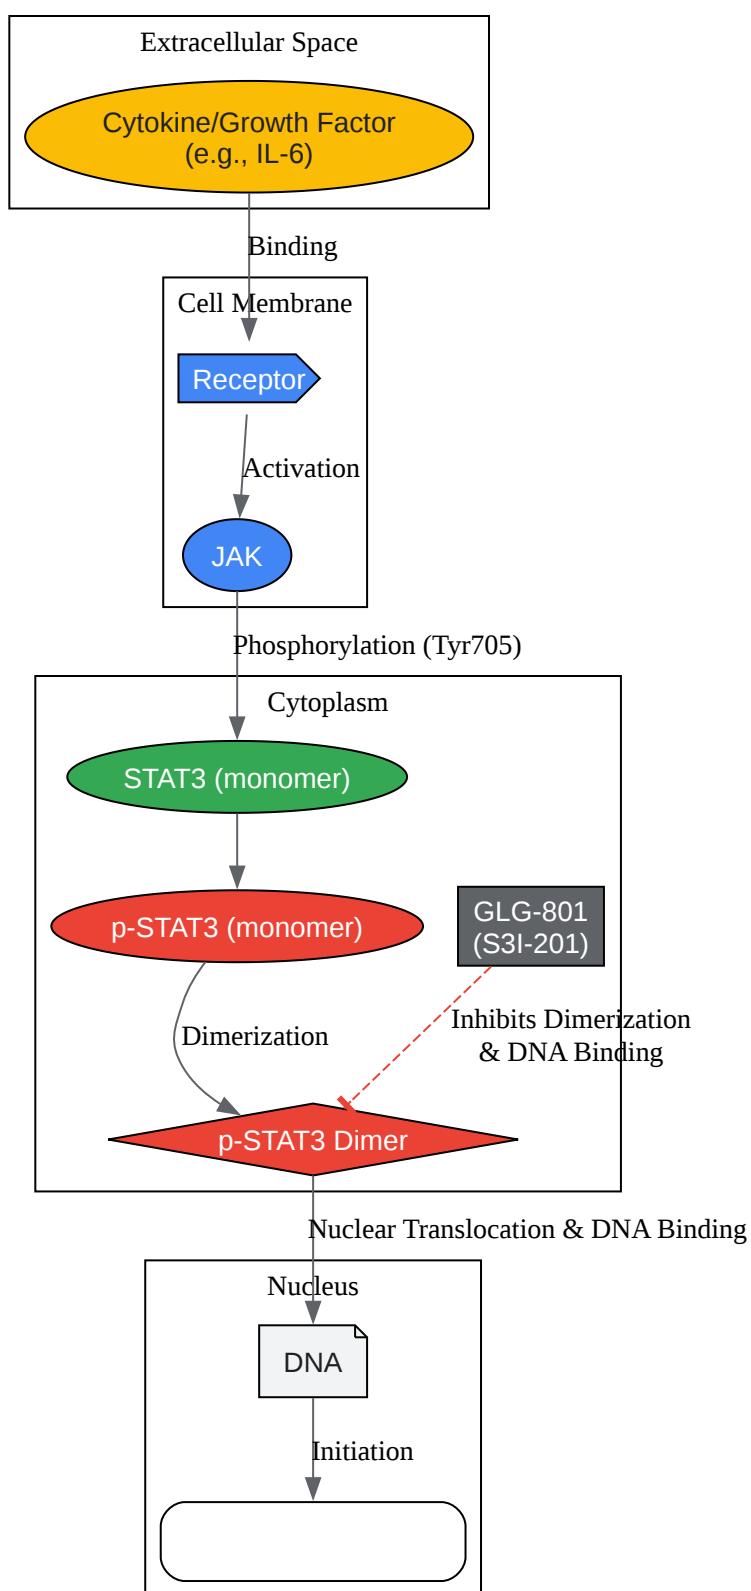 Extracellular Space
Cytokine/Growth Factor
(e.g., IL-6)
Binding
Cell Membrane
Receptor
Activation
JAK
Phosphorylation (Tyr705)
Cytoplasm
STAT3 (monomer)
p-STAT3 (monomer)
GLG-801
(S3I-201)
Dimerization
Inhibits Dimerization
& DNA Binding
p-STAT3 Dimer
Nuclear Translocation & DNA Binding
Nucleus
DNA
Initiation